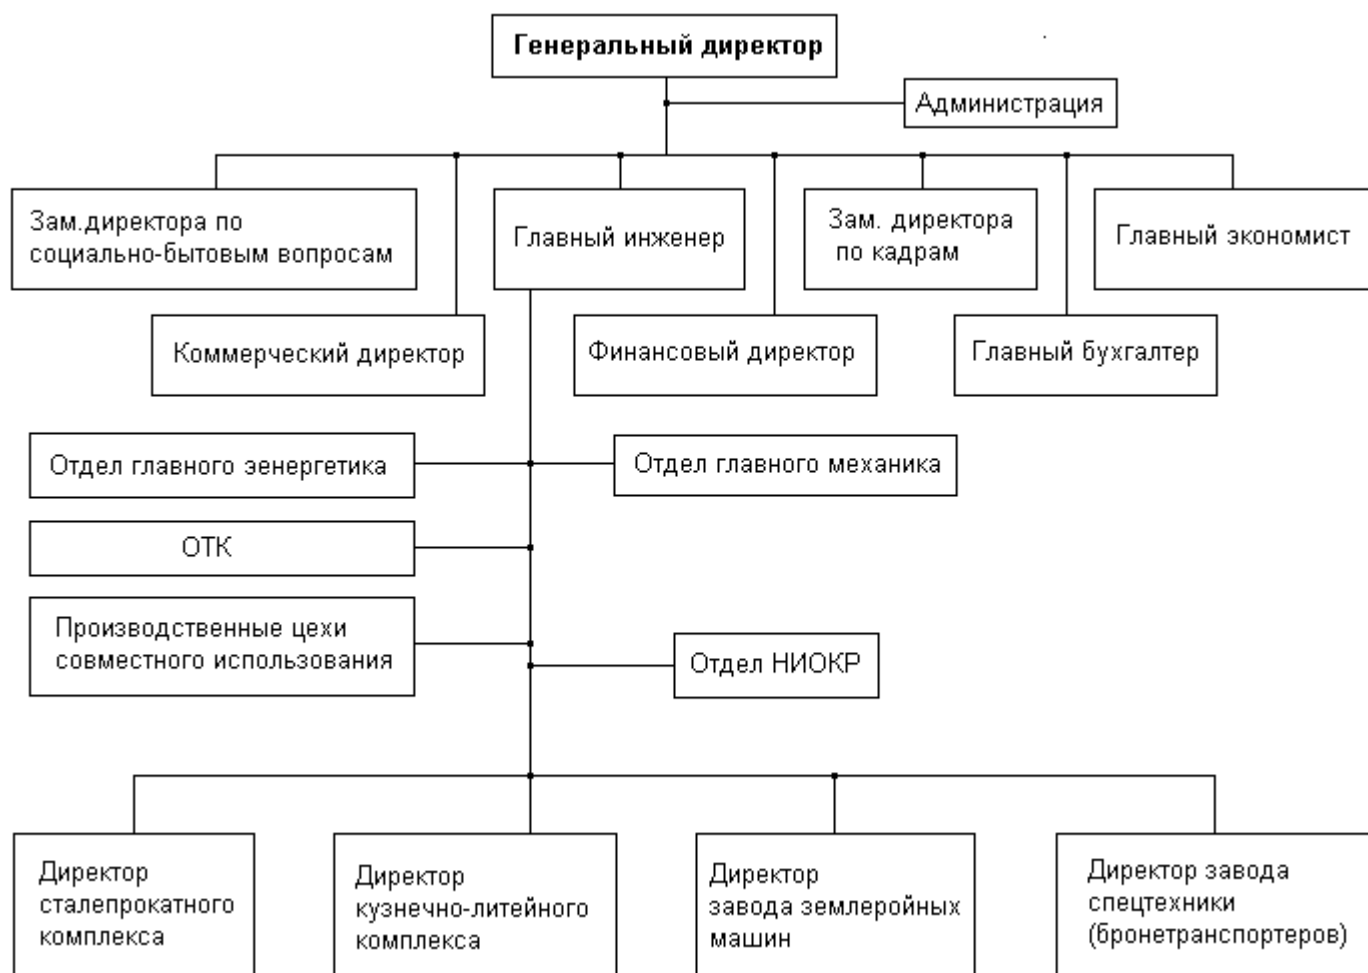 Генеральный директор
Администрация
Зам.директора по
социально-бытовым вопросам
Главный инженер
Зам. директора
по кадрам
Главный экономист
Коммерческий директор
Финансовый директор
Главный бухгалтер
Отдел главного эенергетика
Отдел главного механика
ОТК
Производственные цехи
совместного использования
Отдел НИОКР
Директор
сталепрокатного
комплекса
Директор
кузнечно-литейного
комплекса
Директор
завода землеройных
машин
Директор завода
спецтехники
(бронетранспортеров)